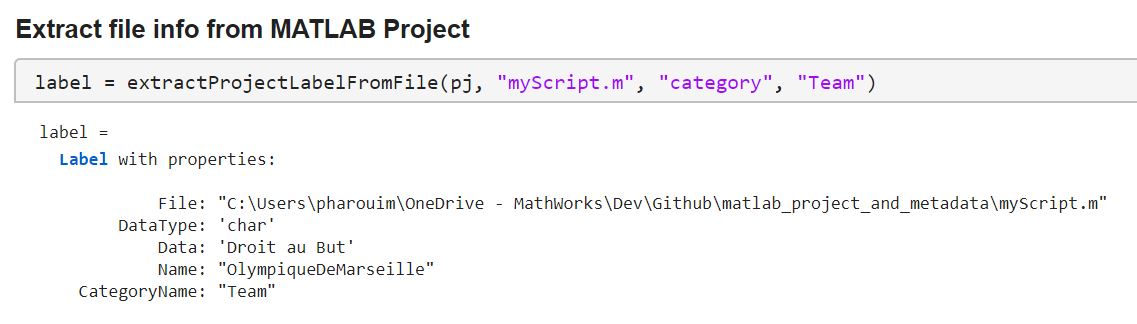 Extract file info from MATLAB Project
label = extractProjectLabelFromFile(pj, "myScript.m", "category", "Team")
label =
Label with properties:
File: "C:\Users\pharouim\OneDrive - MathWorks\Dev\Github\matlab_project_and_metadata\myScript.m"
DataType: 'char'
Data: 'Droit au But'
Name: "OlympiqueDeMarseille"
CategoryName: "Team"